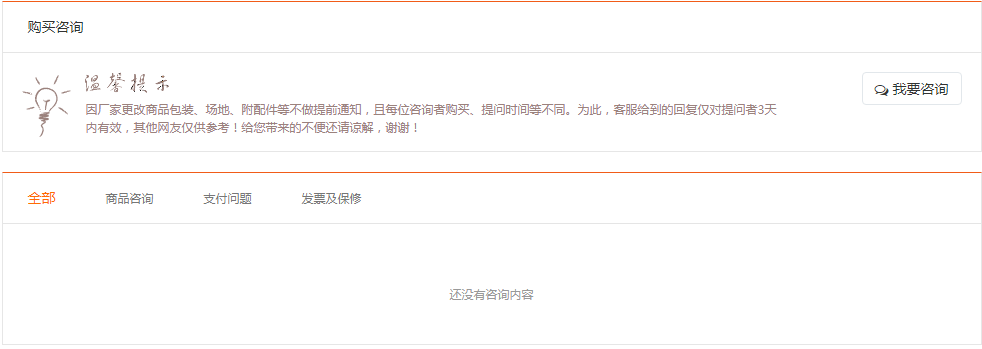 购买咨询
温馨提示
我要咨询
因厂家更改商品包装、场地、附配件等不做提前通知，且每位咨询者购买、提问时间等不同。为此，客服给到的回复仅对提问者3天
内有效，其他网友仅供参考！给您带来的不便还请谅解，谢谢！
全部 商品咨询 支付问题 发票及保修
还没有咨询内容